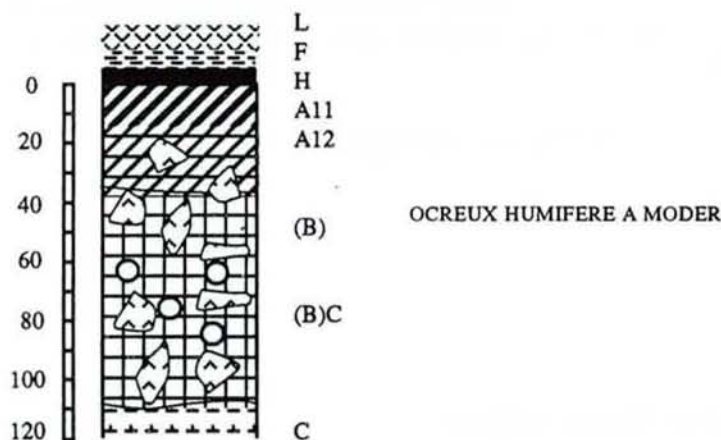 L
F
0 H
A11
20 A12
40
(B) OCREUX HUMIFERE A MODER
60
80 (B)C
100
120 C